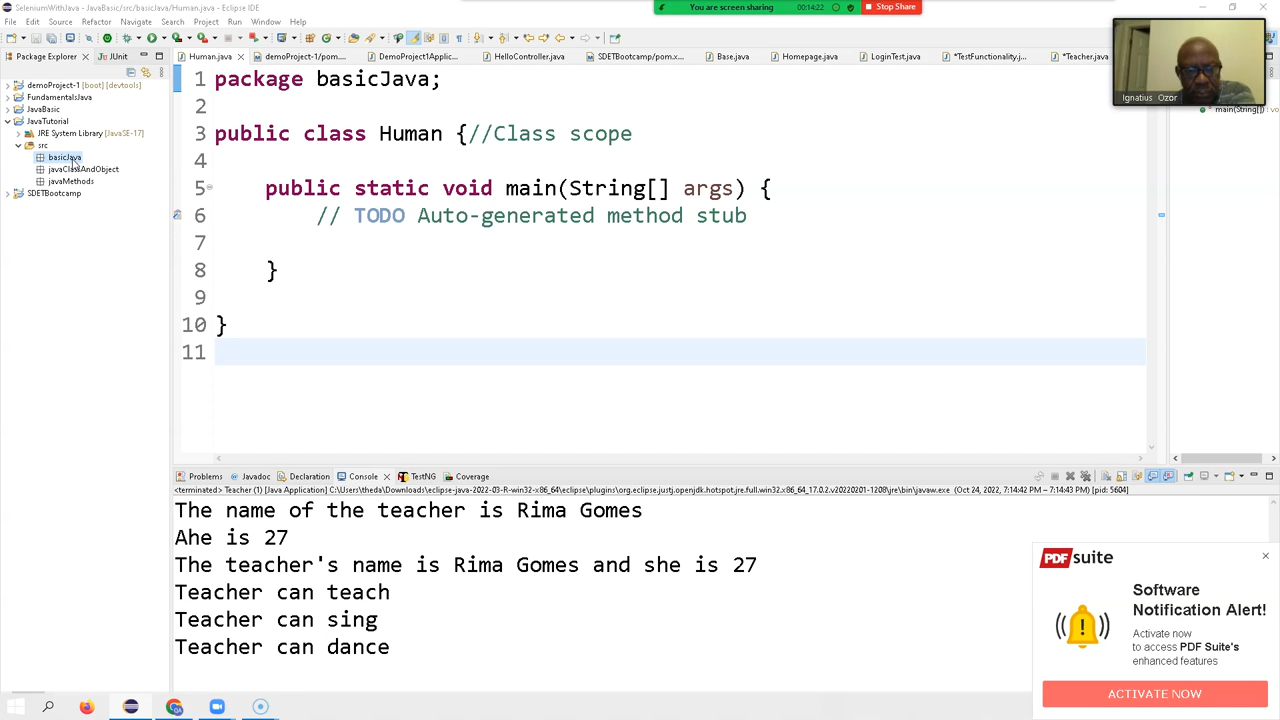 SeleniumWithJava - JavaBasic/src/basicJava/Human.java - Eclipse IDE
You are screen sharing 00:14:22 Stop Share
File Edit Source Refactor Navigate Search Project Run Window Help
Package Explorer JUnit
Human.java demoProject-1/pom.... DemoProject1Applic... HelloController.java SDETBootcamp/pom.x... Base.java Homepage.java LoginTest.java *TestFunctionality.j... *Teacher.java
Ignatius Ozor
demoProject-1 [boot] [devtools]
FundamentalsJava
JavaBasic
JavaTutorial
JRE System Library [JavaSE-17]
src
basicJava
javaClassAndObject
javaMethods
SDETBootcamp
main(String[]) : vo
1 package basicJava;
2
3 public class Human {//Class scope
4
5 public static void main(String[] args) {
6 // TODO Auto-generated method stub
7
8 }
9
10 }
11
Problems Javadoc Declaration Console TestNG Coverage
<terminated> Teacher (1) [Java Application] C:\Users\theda\Downloads\eclipse-java-2022-03-R-win32-x86_64\eclipse\plugins\org.eclipse.justj.openjdk.hotspot.jre.full.win32.x86_64_17.0.2.v20220201-1208\jre\bin\javaw.exe (Oct 24, 2022, 7:14:42 PM – 7:14:43 PM) [pid: 5604]
The name of the teacher is Rima Gomes
Ahe is 27
The teacher's name is Rima Gomes and she is 27
Teacher can teach
Teacher can sing
Teacher can dance
PDF suite
Software
Notification Alert!
Activate now
to access PDF Suite's
enhanced features
ACTIVATE NOW